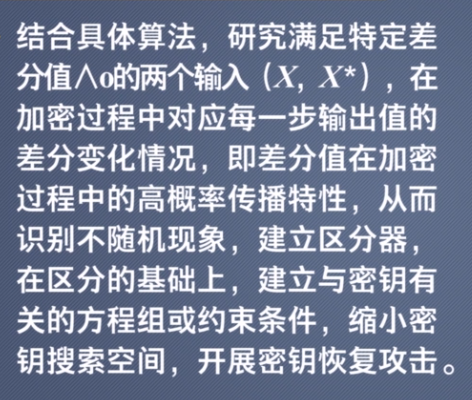 结合具体算法，研究满足特定差
分值∧o的两个输入（X, X*），在
加密过程中对应每一步输出值的
差分变化情况，即差分值在加密
过程中的高概率传播特性，从而
识别不随机现象，建立区分器，
在区分的基础上，建立与密钥有
关的方程组或约束条件，缩小密
钥搜索空间，开展密钥恢复攻击。